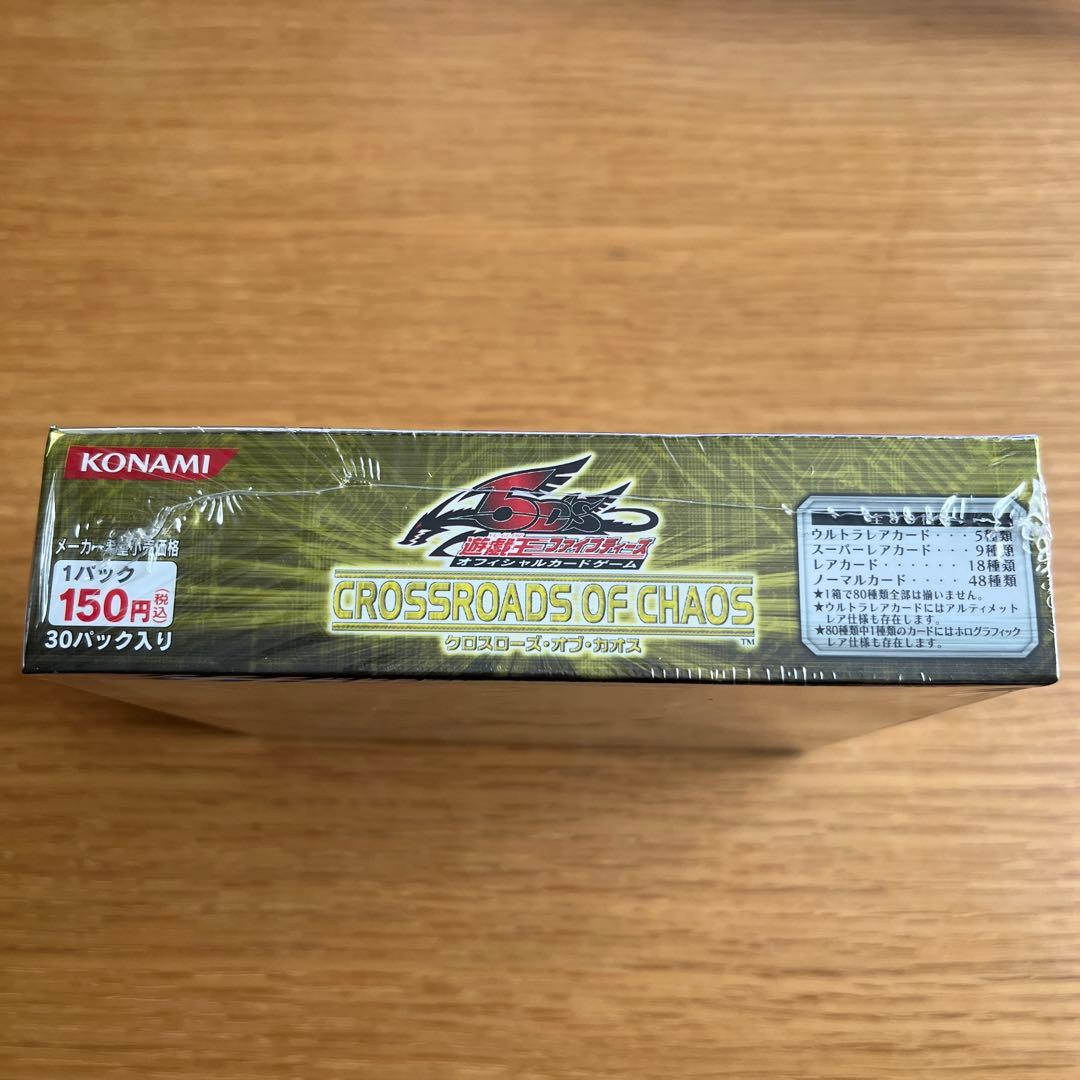 KONAMI
メーカー希望小売価格
1パック
150円(税込)
30パック入り
5D's
遊戯王ファイブディーズ
オフィシャルカードゲーム
CROSSROADS OF CHAOS
TM
クロスローズ・オブ・カオス
ウルトラレアカード・・5種類
スーパーレアカード・・・9種類
レアカード・・・・・・18種類
ノーマルカード・・・48種類
★1箱で80種類全部は揃いません。
★ウルトラレアカードにはアルティメット
レア仕様も存在します。
★80種類中1種類のカードにはホログラフィック
レア仕様も存在します。